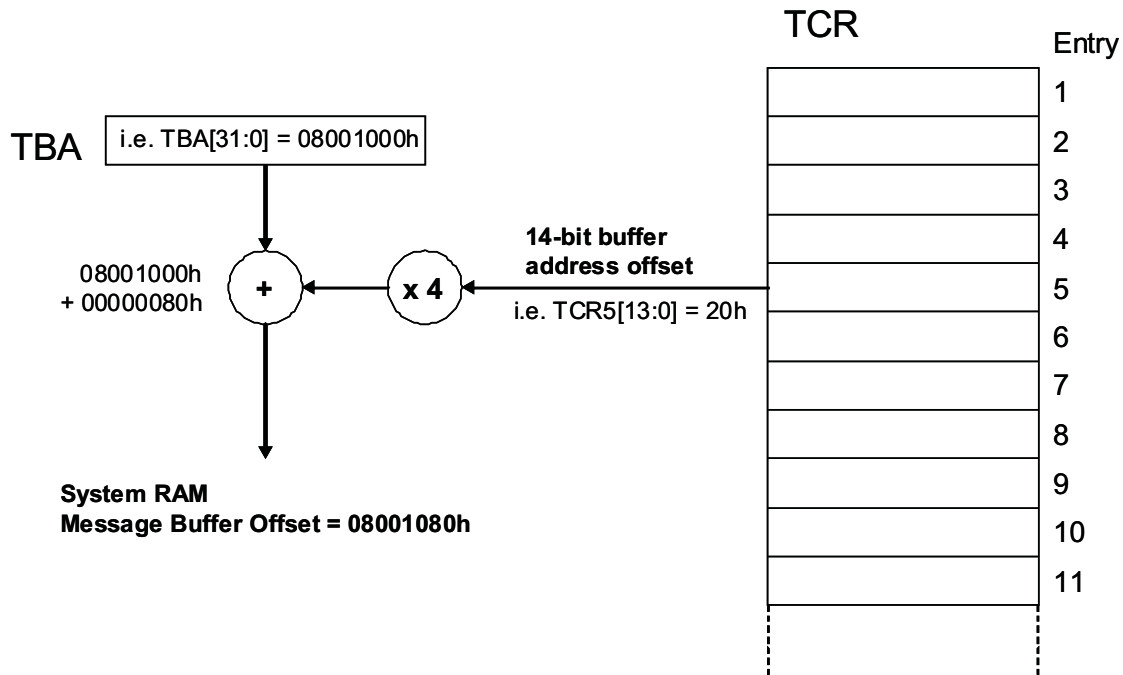 TCR
Entry
TBA
i.e. TBA[31:0] = 08001000h
08001000h
+ 00000080h
+
x 4
14-bit buffer
address offset
i.e. TCR5[13:0] = 20h
System RAM
Message Buffer Offset = 08001080h
1
2
3
4
5
6
7
8
9
10
11